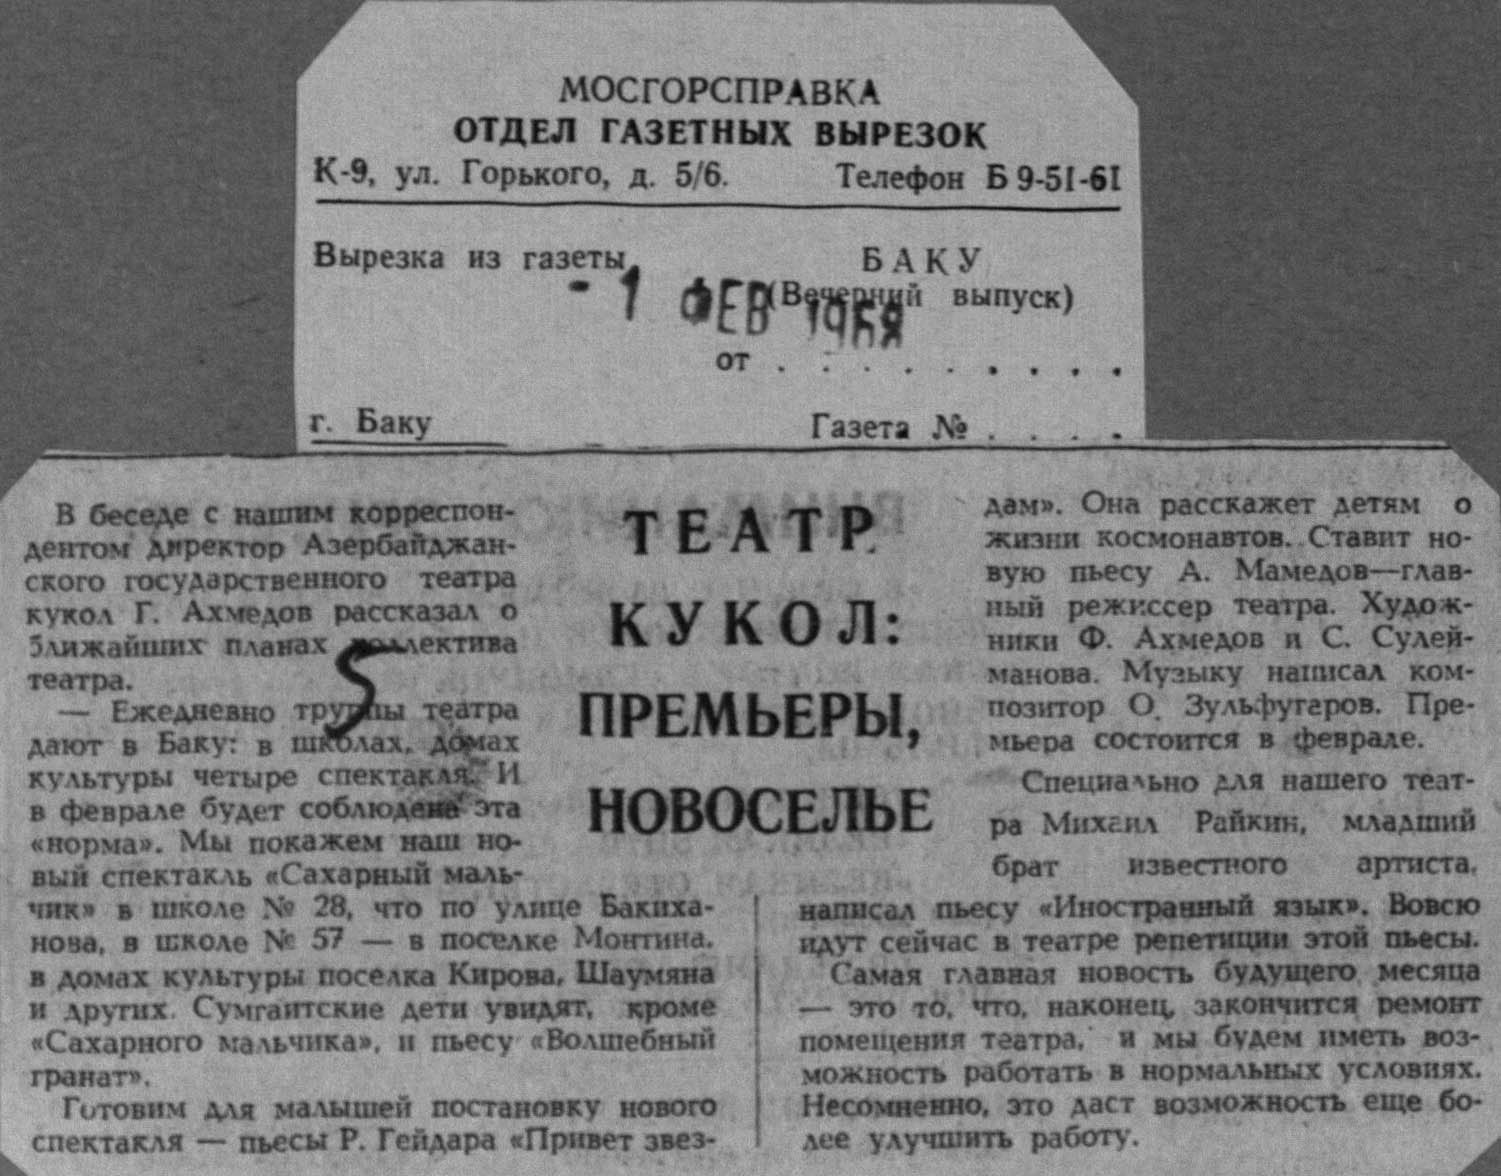 МОСГОРСПРАВКА
ОТДЕЛ ГАЗЕТНЫХ ВЫРЕЗОК
К-9, ул. Горького, д. 5/6. Телефон Б 9-51-61
Вырезка из газеты БАКУ
(Вечерний выпуск)
- 1 ФЕВ 1968
от . . . . . . . . .
г. Баку Газета № . . . .
В беседе с нашим корреспон-
дентом директор Азербайджан-
ского государственного театра
кукол Г. Ахмедов рассказал о
ближайших планах коллектива
театра.
— Ежедневно труппы театра
дают в Баку: в школах, домах
культуры четыре спектакля. И
в феврале будет соблюдена эта
«норма». Мы покажем наш но-
вый спектакль «Сахарный маль-
чик» в школе № 28, что по улице Бакиха-
нова, в школе № 57 — в поселке Монтина,
в домах культуры поселка Кирова, Шаумяна
и других. Сумгаитские дети увидят, кроме
«Сахарного мальчика», и пьесу «Волшебный
гранат».
Готовим для малышей постановку нового
спектакля — пьесы Р. Гейдара «Привет звез-
5
ТЕАТР
КУКОЛ:
ПРЕМЬЕРЫ,
НОВОСЕЛЬЕ
дам». Она расскажет детям о
жизни космонавтов. Ставит но-
вую пьесу А. Мамедов—глав-
ный режиссер театра. Худож-
ники Ф. Ахмедов и С. Сулей-
манова. Музыку написал ком-
позитор О. Зульфугаров. Пре-
мьера состоится в феврале.
Специально для нашего теат-
ра Михаил Райкин, младший
брат известного артиста,
написал пьесу «Иностранный язык». Вовсю
идут сейчас в театре репетиции этой пьесы.
Самая главная новость будущего месяца
— это то, что, наконец, закончится ремонт
помещения театра, и мы будем иметь воз-
можность работать в нормальных условиях.
Несомненно, это даст возможность еще бо-
лее улучшить работу.